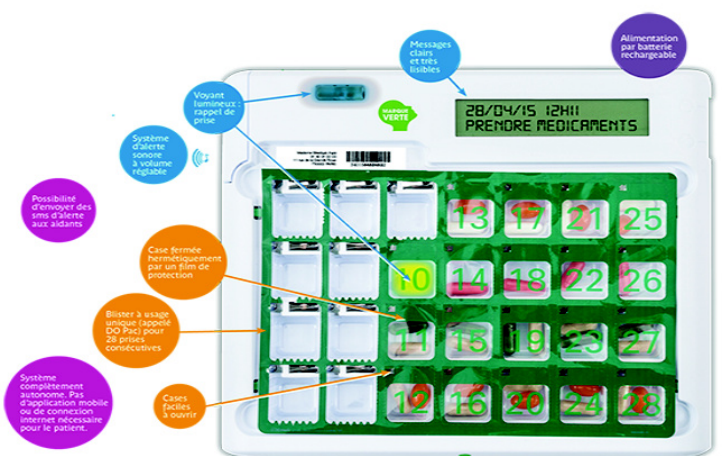 Messages
clairs
et très
lisibles
Alimentation
par batterie
rechargeable
Voyant
lumineux :
rappel de
prise
MARQUE
VERTE
28/04/15 12H11
PRENDRE MEDICAMENTS
Système
d'alerte
sonore
à volume
réglable
Possibilité
d'envoyer des
sms d'alerte
aux aidants
13 17 21 25
Case fermée
hermétiquement
par un film de
protection
10 14 18 22 26
Blister à usage
unique (appelé
DO Pac) pour
28 prises
consécutives
11 15 19 23 27
Système
complètement
autonome. Pas
d'application mobile
ou de connexion
internet nécessaire
pour le patient.
Cases
faciles
à ouvrir
12 16 20 24 28